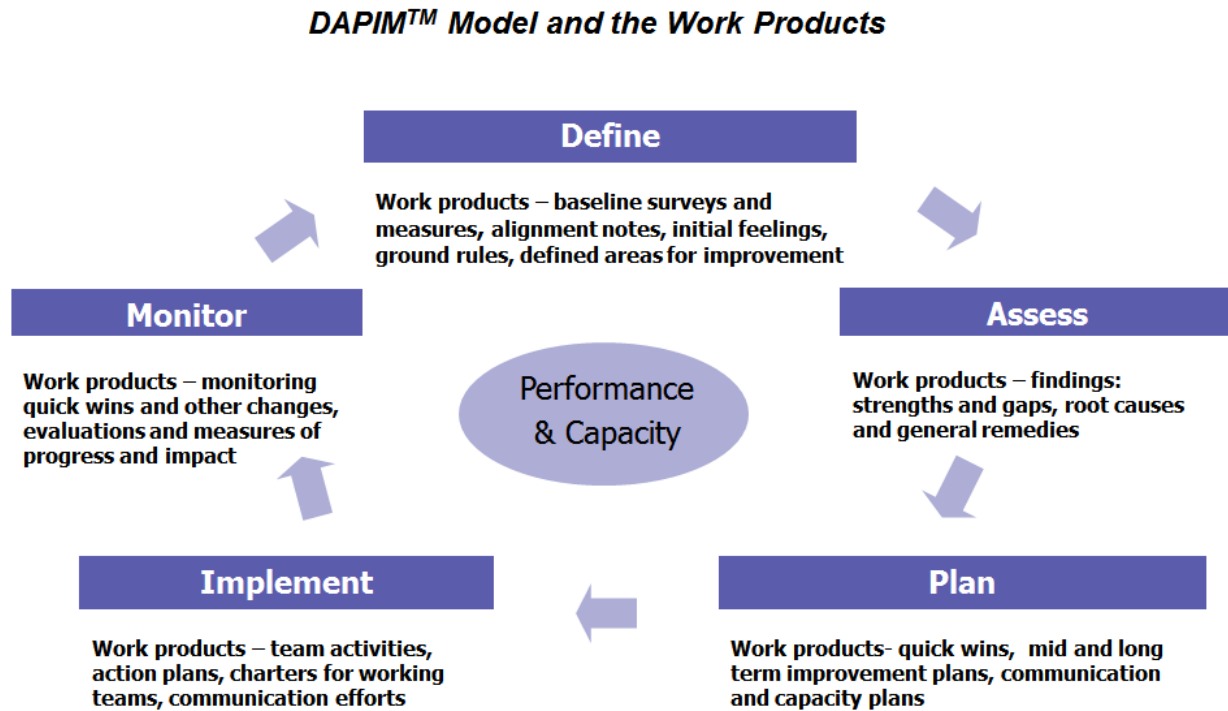 DAPIM™ Model and the Work Products
Define
Work products – baseline surveys and
measures, alignment notes, initial feelings,
ground rules, defined areas for improvement
Assess
Work products – findings:
strengths and gaps, root causes
and general remedies
Plan
Work products- quick wins, mid and long
term improvement plans, communication
and capacity plans
Implement
Work products – team activities,
action plans, charters for working
teams, communication efforts
Monitor
Work products – monitoring
quick wins and other changes,
evaluations and measures of
progress and impact
Performance
& Capacity